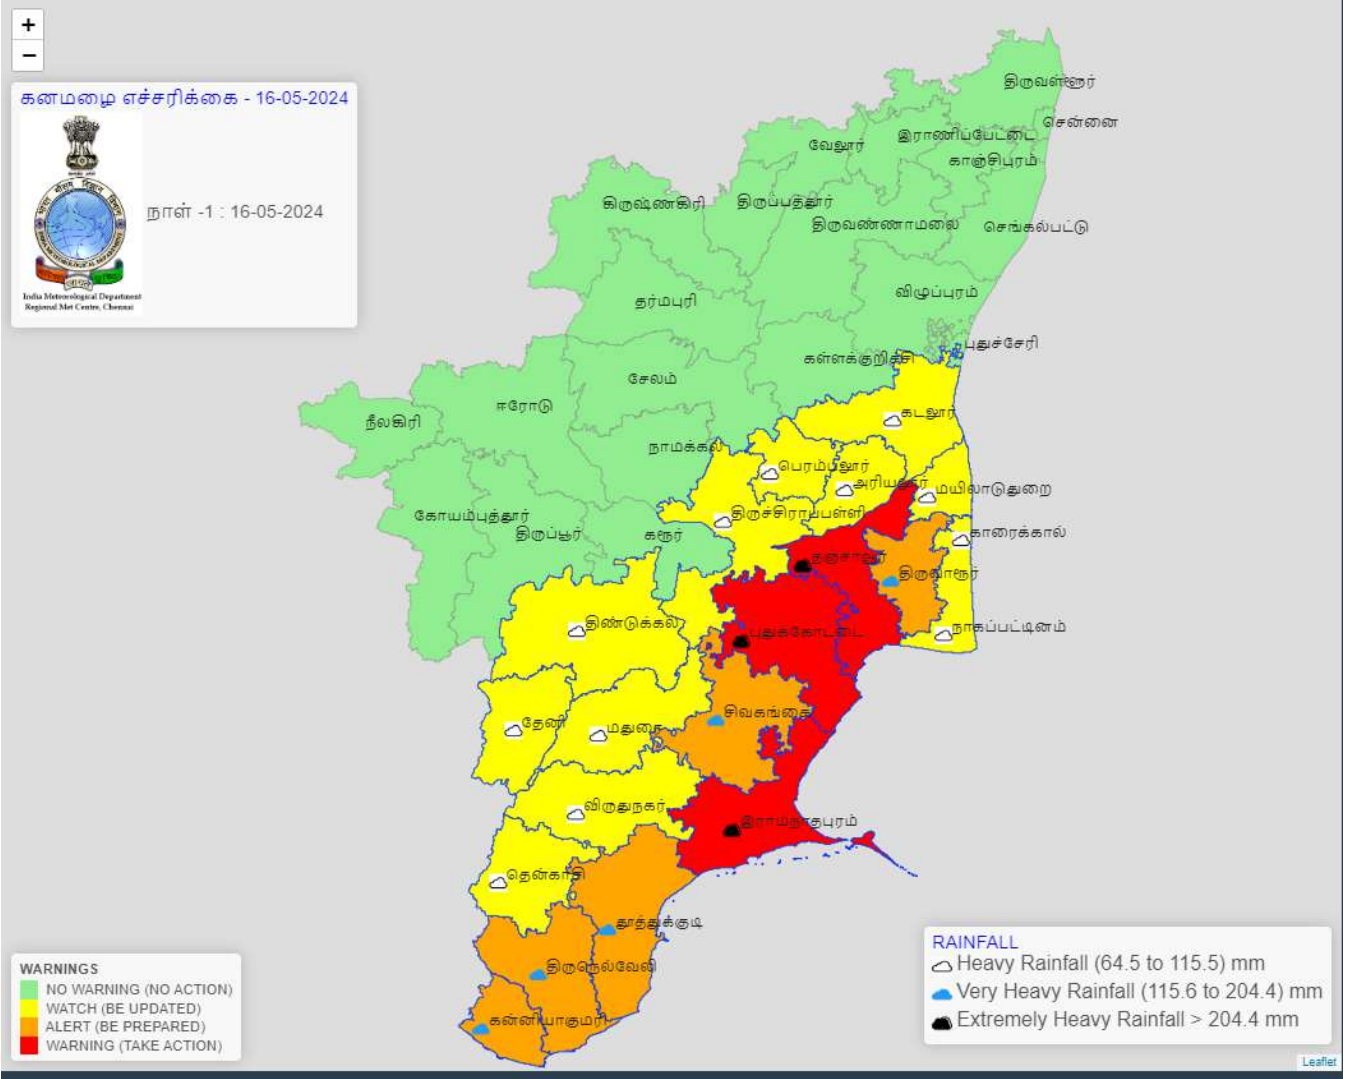 +
−
கனமழை எச்சரிக்கை - 16-05-2024
நாள் -1 : 16-05-2024
India Meteorological Department
Regional Met Centre, Chennai
திருவள்ளூர்
சென்னை
இராணிப்பேட்டை
வேலூர்
காஞ்சிபுரம்
கிருஷ்ணகிரி
திருப்பத்தூர்
திருவண்ணாமலை
செங்கல்பட்டு
விழுப்புரம்
தர்மபுரி
புதுச்சேரி
கள்ளக்குறிச்சி
சேலம்
ஈரோடு
நீலகிரி
கடலூர்
நாமக்கல்
பெரம்பலூர்
அரியலூர்
மயிலாடுதுறை
திருச்சிராப்பள்ளி
கோயம்புத்தூர்
திருப்பூர்
கரூர்
காரைக்கால்
தஞ்சாவூர்
திருவாரூர்
திண்டுக்கல்
புதுக்கோட்டை
நாகப்பட்டினம்
தேனி
மதுரை
சிவகங்கை
விருதுநகர்
இராமநாதபுரம்
தென்காசி
தூத்துக்குடி
திருநெல்வேலி
கன்னியாகுமரி
WARNINGS
NO WARNING (NO ACTION)
WATCH (BE UPDATED)
ALERT (BE PREPARED)
WARNING (TAKE ACTION)
RAINFALL
Heavy Rainfall (64.5 to 115.5) mm
Very Heavy Rainfall (115.6 to 204.4) mm
Extremely Heavy Rainfall > 204.4 mm
Leaflet